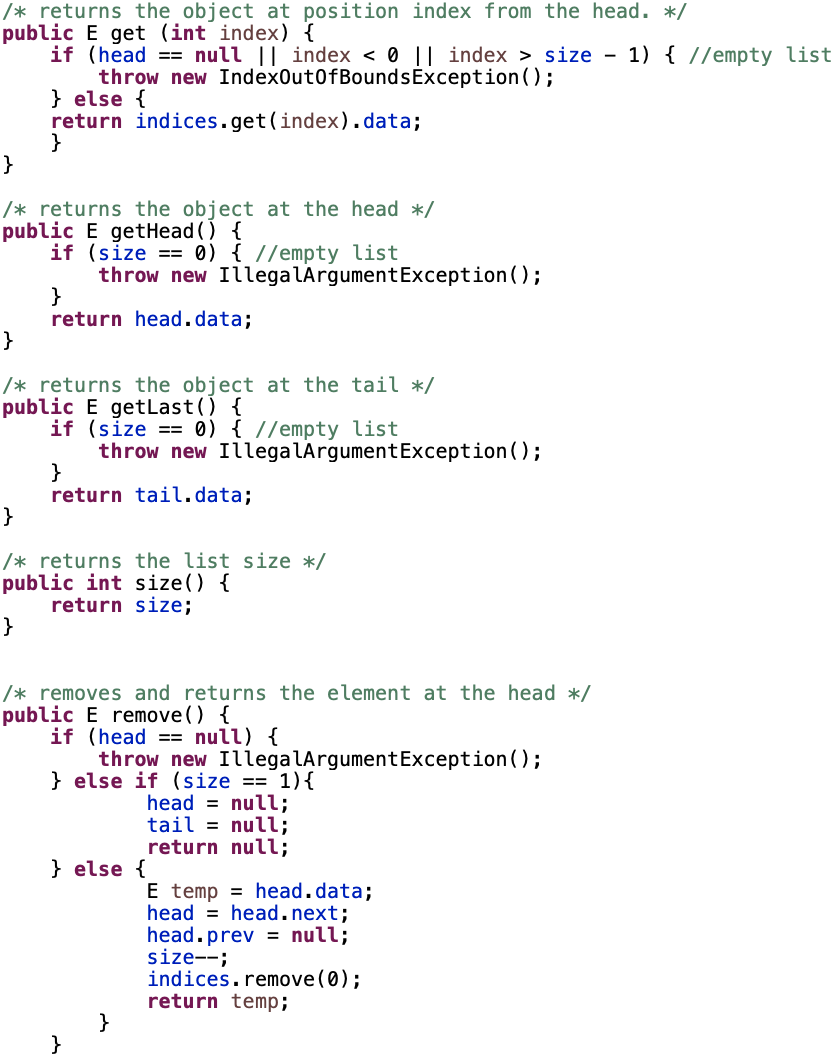 /* returns the object at position index from the head. */
public E get (int index) {
    if (head == null || index < 0 || index > size - 1) { //empty list
        throw new IndexOutOfBoundsException();
    } else {
    return indices.get(index).data;
    }
}

/* returns the object at the head */
public E getHead() {
    if (size == 0) { //empty list
        throw new IllegalArgumentException();
    }
    return head.data;
}

/* returns the object at the tail */
public E getLast() {
    if (size == 0) { //empty list
        throw new IllegalArgumentException();
    }
    return tail.data;
}

/* returns the list size */
public int size() {
    return size;
}


/* removes and returns the element at the head */
public E remove() {
    if (head == null) {
        throw new IllegalArgumentException();
    } else if (size == 1){
            head = null;
            tail = null;
            return null;
    } else {
            E temp = head.data;
            head = head.next;
            head.prev = null;
            size--;
            indices.remove(0);
            return temp;
        }
    }